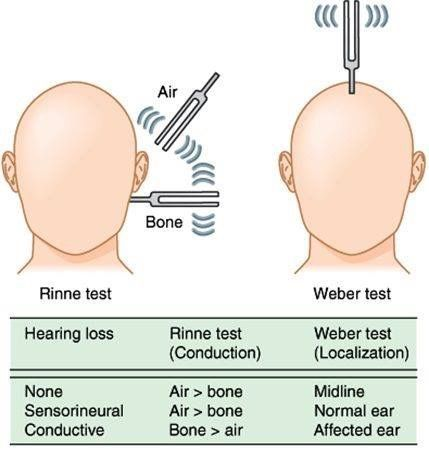 Air
Bone
Rinne test
Weber test
Hearing loss Rinne test Weber test
(Conduction) (Localization)
None Air > bone Midline
Sensorineural Air > bone Normal ear
Conductive Bone > air Affected ear